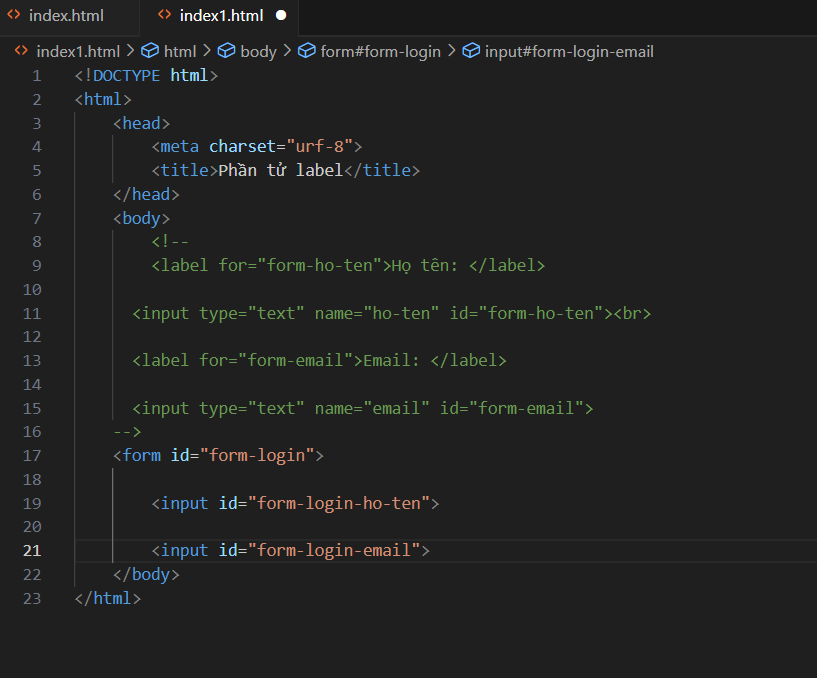 index.html index1.html
index1.html > html > body > form#form-login > input#form-login-email
1 <!DOCTYPE html>
2 <html>
3 <head>
4 <meta charset="urf-8">
5 <title>Phần tử label</title>
6 </head>
7 <body>
8 <!--
9 <label for="form-ho-ten">Họ tên: </label>
10
11 <input type="text" name="ho-ten" id="form-ho-ten"><br>
12
13 <label for="form-email">Email: </label>
14
15 <input type="text" name="email" id="form-email">
16 -->
17 <form id="form-login">
18
19 <input id="form-login-ho-ten">
20
21 <input id="form-login-email">
22 </body>
23 </html>